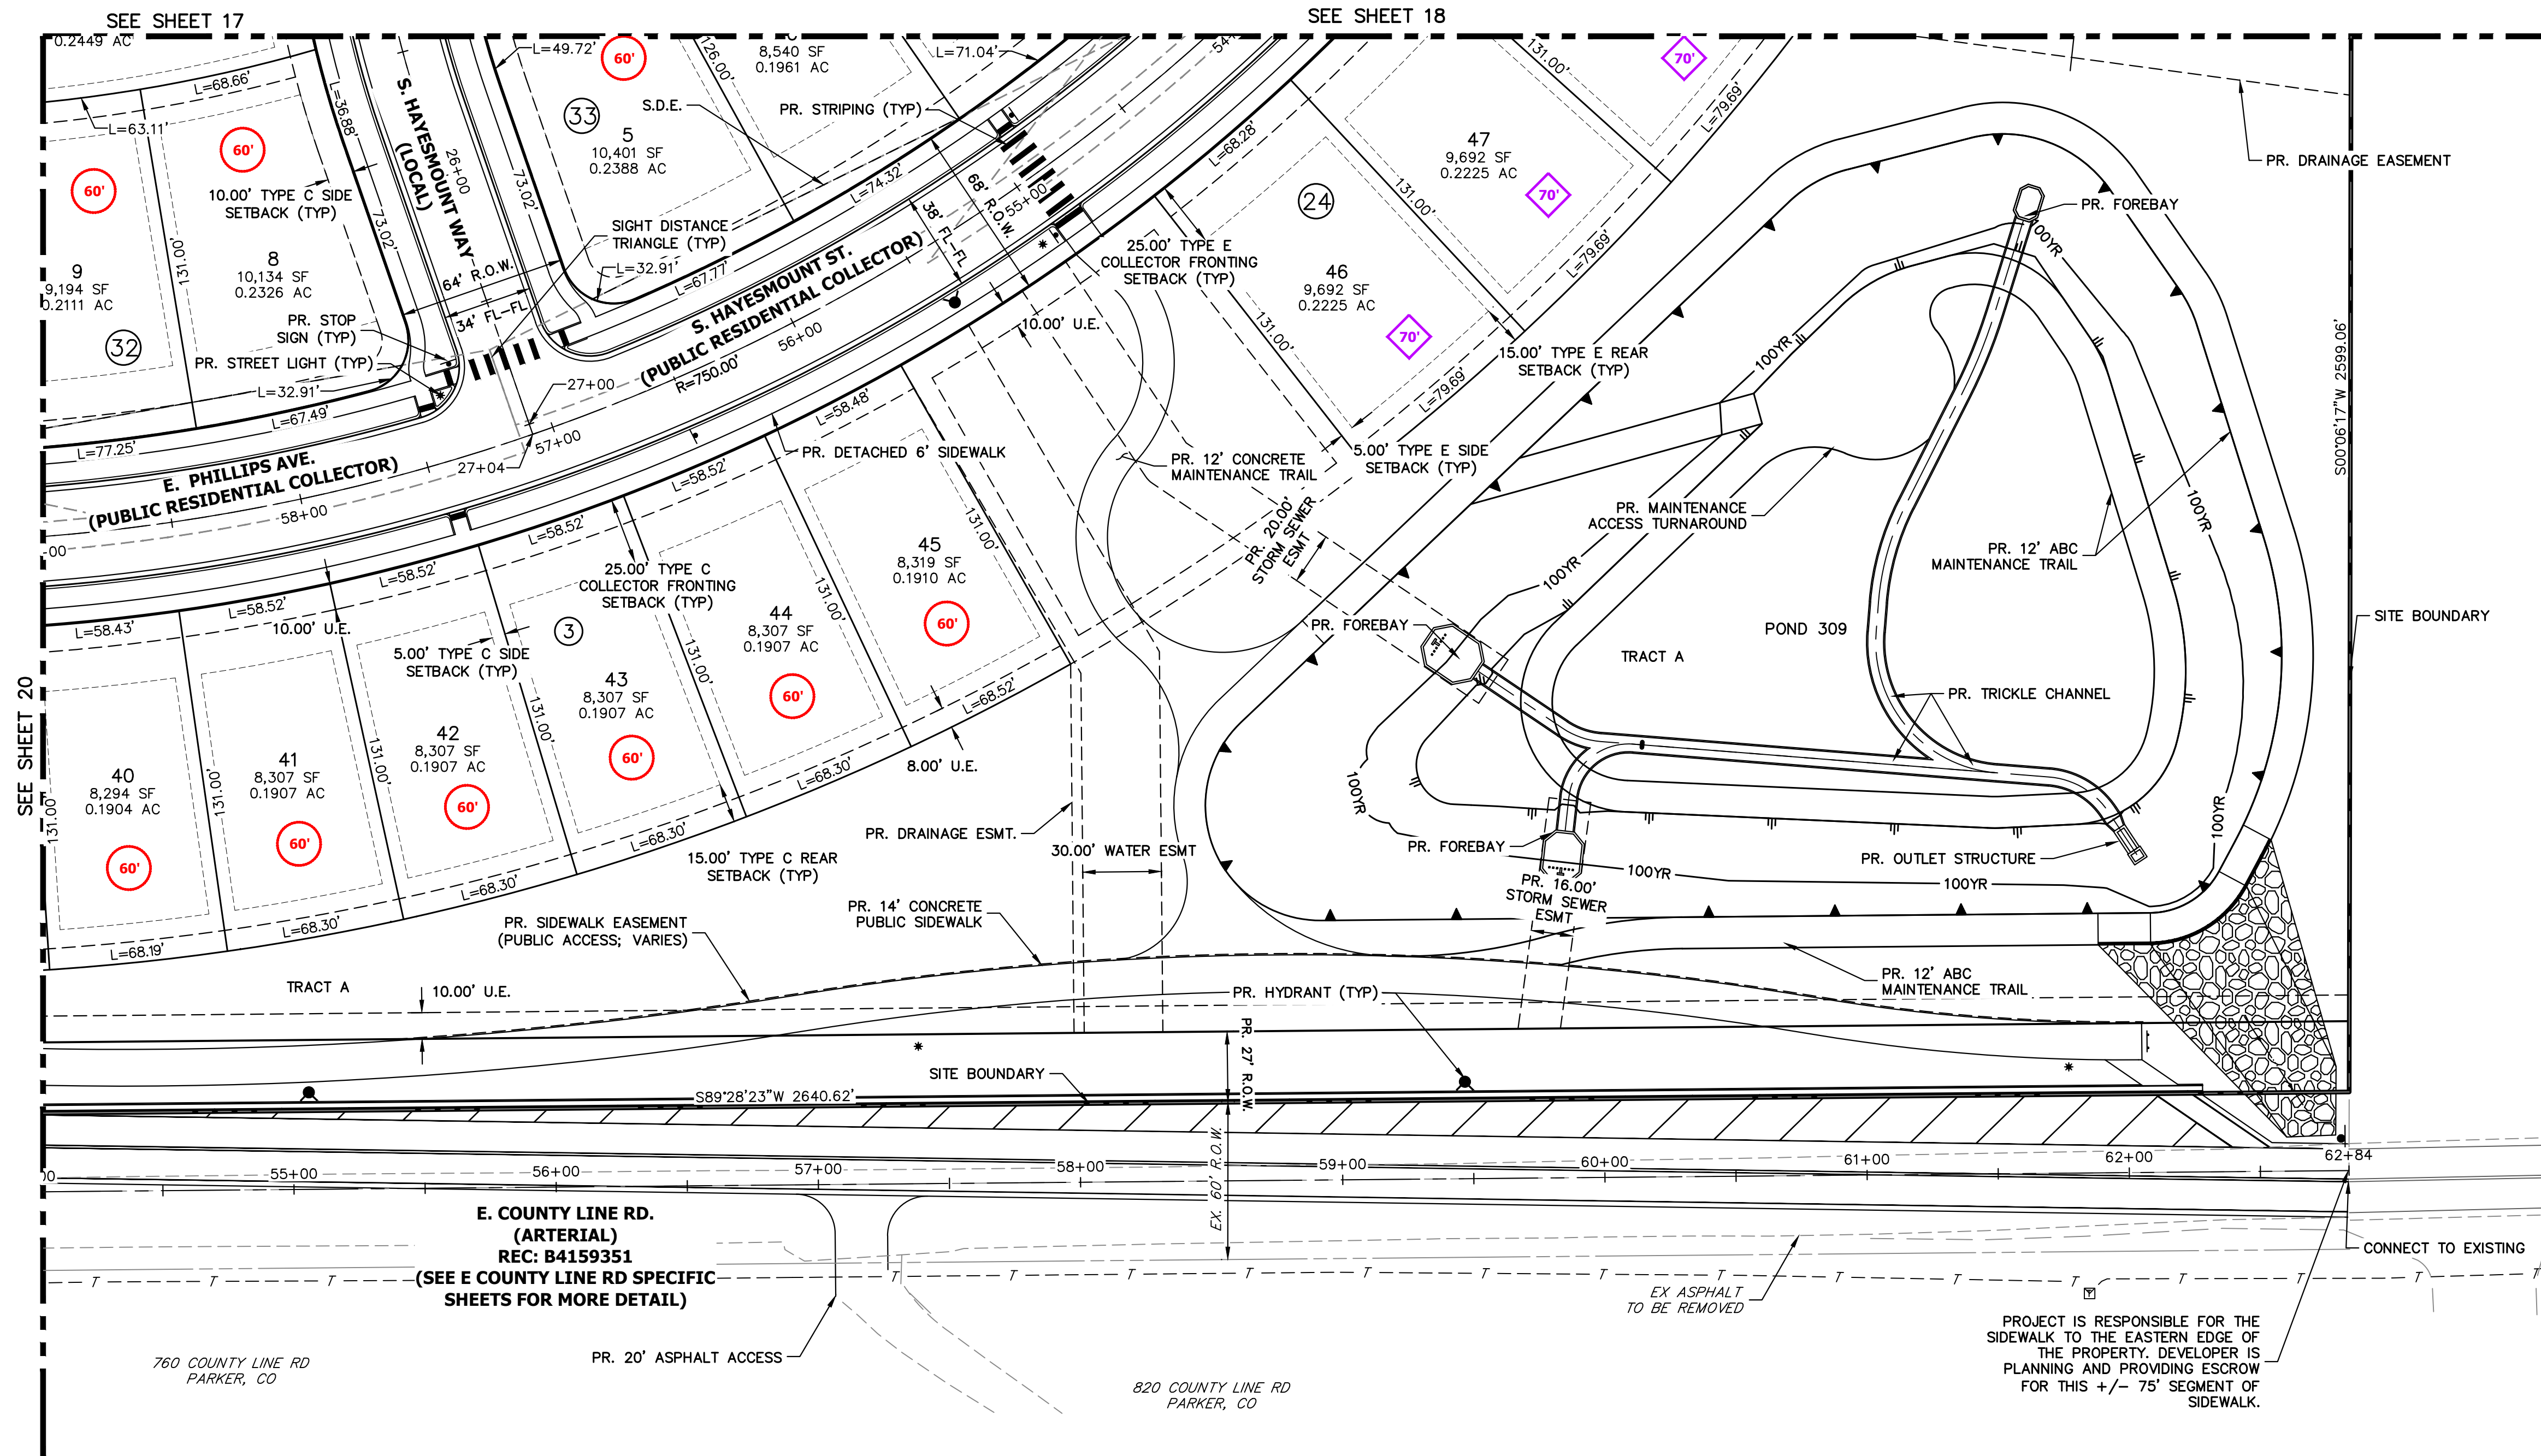 SEE SHEET 17
SEE SHEET 18
SEE SHEET 20
0.2449 AC
L=68.66'
L=63.11'
60'
60'
10.00' TYPE C SIDE
SETBACK (TYP)
L=36.88'
73.02'
9
9,194 SF
0.2111 AC
131.00'
8
10,134 SF
0.2326 AC
32
PR. STOP
SIGN (TYP)
PR. STREET LIGHT (TYP)
L=32.91'
L=67.49'
L=77.25'
S. HAYESMOUNT WAY
(LOCAL)
26+00
73.02'
64' R.O.W.
34' FL-FL
L=49.72'
60'
33
5
10,401 SF
0.2388 AC
S.D.E.
126.00'
8,540 SF
0.1961 AC
L=71.04'
PR. STRIPING (TYP)
L=74.32'
SIGHT DISTANCE
TRIANGLE (TYP)
L=32.91'
L=67.77'
68' R.O.W.
38' FL-FL
55+00
S. HAYESMOUNT ST.
(PUBLIC RESIDENTIAL COLLECTOR)
R=750.00'
56+00
27+00
57+00
27+04
E. PHILLIPS AVE.
(PUBLIC RESIDENTIAL COLLECTOR)
58+00
L=68.28'
131.00'
70'
L=79.69'
47
9,692 SF
0.2225 AC
70'
24
131.00'
25.00' TYPE E
COLLECTOR FRONTING
SETBACK (TYP)
46
9,692 SF
0.2225 AC
70'
L=79.69'
131.00'
10.00' U.E.
15.00' TYPE E REAR
SETBACK (TYP)
L=79.69'
5.00' TYPE E SIDE
SETBACK (TYP)
PR. DETACHED 6' SIDEWALK
PR. 12' CONCRETE
MAINTENANCE TRAIL
PR. 20.00'
STORM SEWER
ESMT
L=58.48'
L=58.52'
L=58.52'
L=58.52'
L=58.52'
L=58.43'
10.00' U.E.
25.00' TYPE C
COLLECTOR FRONTING
SETBACK (TYP)
5.00' TYPE C SIDE
SETBACK (TYP)
3
45
8,319 SF
0.1910 AC
60'
131.00'
44
8,307 SF
0.1907 AC
60'
131.00'
43
8,307 SF
0.1907 AC
60'
131.00'
42
8,307 SF
0.1907 AC
60'
131.00'
41
8,307 SF
0.1907 AC
60'
131.00'
40
8,294 SF
0.1904 AC
60'
131.00'
131.00'
L=68.52'
L=68.30'
L=68.30'
L=68.30'
L=68.30'
L=68.19'
8.00' U.E.
PR. DRAINAGE ESMT.
30.00' WATER ESMT
15.00' TYPE C REAR
SETBACK (TYP)
PR. 14' CONCRETE
PUBLIC SIDEWALK
PR. SIDEWALK EASEMENT
(PUBLIC ACCESS; VARIES)
TRACT A
10.00' U.E.
PR. DRAINAGE EASEMENT
PR. FOREBAY
100YR
100YR
S00°06'17"W 2599.06'
PR. MAINTENANCE
ACCESS TURNAROUND
100YR
PR. 12' ABC
MAINTENANCE TRAIL
100YR
PR. FOREBAY
POND 309
TRACT A
SITE BOUNDARY
PR. TRICKLE CHANNEL
100YR
100YR
PR. FOREBAY
PR. OUTLET STRUCTURE
100YR
100YR
PR. 16.00'
STORM SEWER
ESMT
PR. 12' ABC
MAINTENANCE TRAIL
PR. HYDRANT (TYP)
PR. 27' R.O.W.
SITE BOUNDARY
S89°28'23"W 2640.62'
EX. 60' R.O.W.
55+00
56+00
57+00
58+00
59+00
60+00
61+00
62+00
62+84
E. COUNTY LINE RD.
(ARTERIAL)
REC: B4159351
(SEE E COUNTY LINE RD SPECIFIC
SHEETS FOR MORE DETAIL)
T T T T T T T T T T T T T T T T
CONNECT TO EXISTING
EX ASPHALT
TO BE REMOVED
PR. 20' ASPHALT ACCESS
760 COUNTY LINE RD
PARKER, CO
820 COUNTY LINE RD
PARKER, CO
PROJECT IS RESPONSIBLE FOR THE
SIDEWALK TO THE EASTERN EDGE OF
THE PROPERTY. DEVELOPER IS
PLANNING AND PROVIDING ESCROW
FOR THIS +/- 75' SEGMENT OF
SIDEWALK.